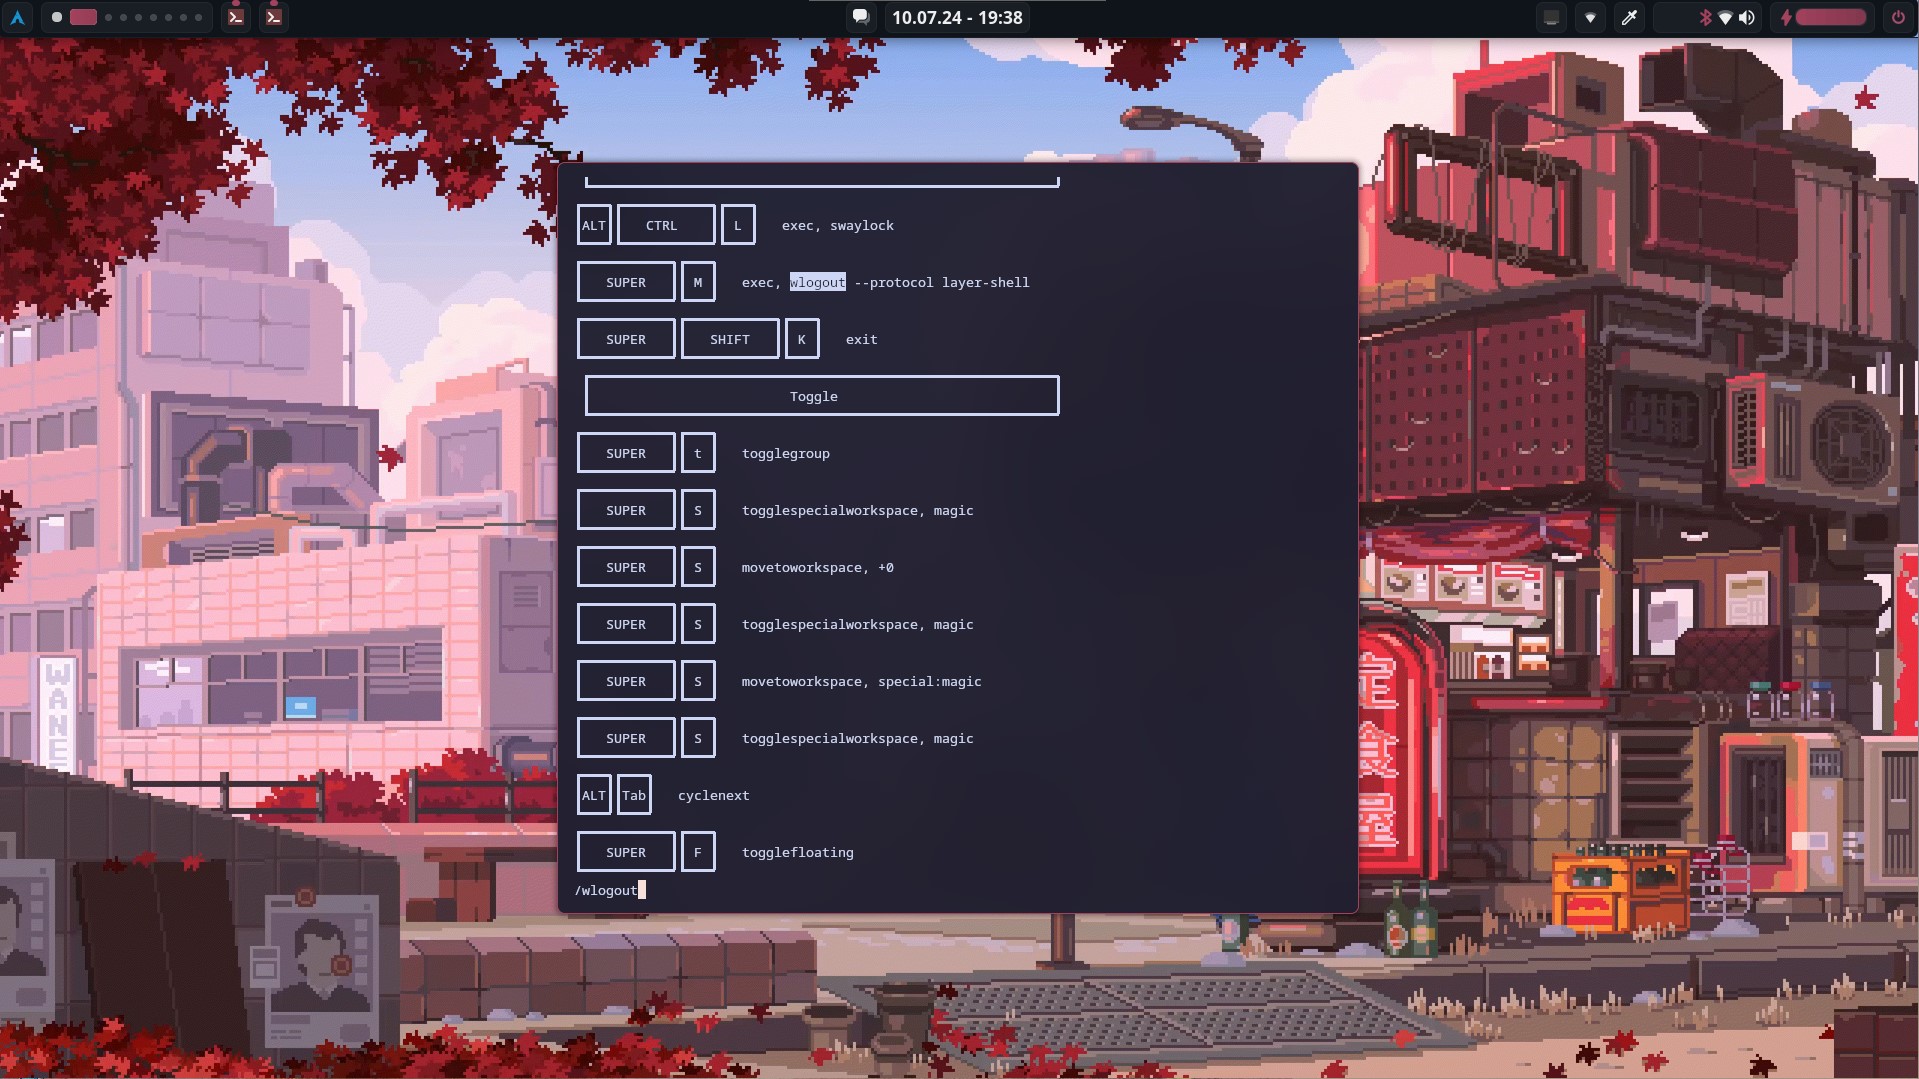 10.07.24 - 19:38
ALT CTRL L exec, swaylock
SUPER M exec, wlogout --protocol layer-shell
SUPER SHIFT K exit
Toggle
SUPER t togglegroup
SUPER S togglespecialworkspace, magic
SUPER S movetoworkspace, +0
SUPER S togglespecialworkspace, magic
SUPER S movetoworkspace, special:magic
SUPER S togglespecialworkspace, magic
ALT Tab cyclenext
SUPER F togglefloating
/wlogout
WANE